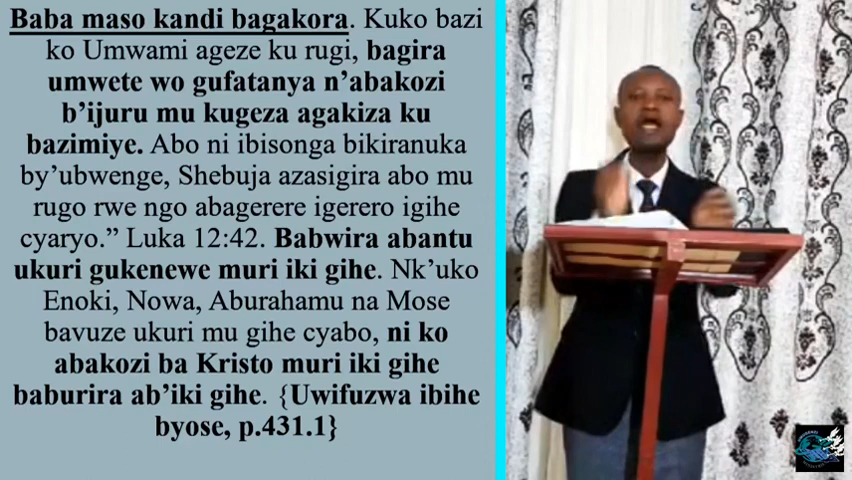 Baba maso kandi bagakora. Kuko bazi
ko Umwami ageze ku rugi, bagira
umwete wo gufatanya n’abakozi
b’ijuru mu kugeza agakiza ku
bazimiye. Abo ni ibisonga bikiranuka
by’ubwenge, Shebuja azasigira abo mu
rugo rwe ngo abagerere igerero igihe
cyaryo.” Luka 12:42. Babwira abantu
ukuri gukenewe muri iki gihe. Nk’uko
Enoki, Nowa, Aburahamu na Mose
bavuze ukuri mu gihe cyabo, ni ko
abakozi ba Kristo muri iki gihe
baburira ab’iki gihe. {Uwifuzwa ibihe
byose, p.431.1}